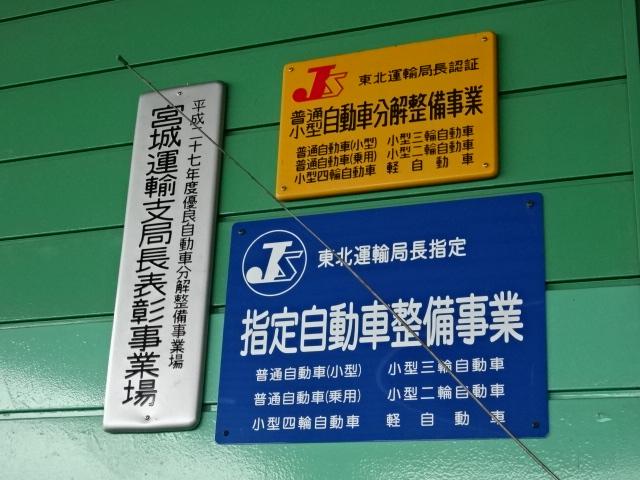 平成二十七年度優良自動車分解整備事業場
宮城運輸支局長表彰事業場
JS 東北運輸局長認証
普通
小型 自動車分解整備事業
普通自動車(小型) 小型三輪自動車
普通自動車(乗用) 小型二輪自動車
小型四輪自動車 軽自動車
JS 東北運輸局長指定
指定自動車整備事業
普通自動車(小型) 小型三輪自動車
普通自動車(乗用) 小型二輪自動車
小型四輪自動車 軽自動車